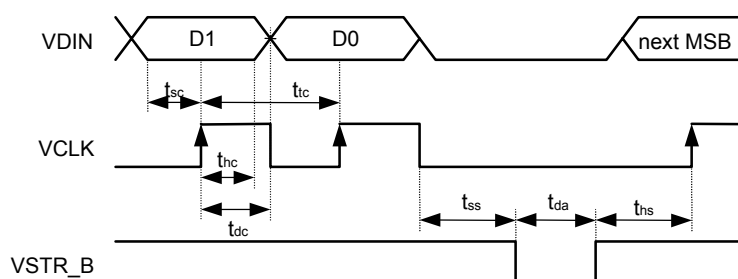 VDIN
D1
D0
next MSB
tsc
ttc
VCLK
thc
tdc
tss
tda
ths
VSTR_B